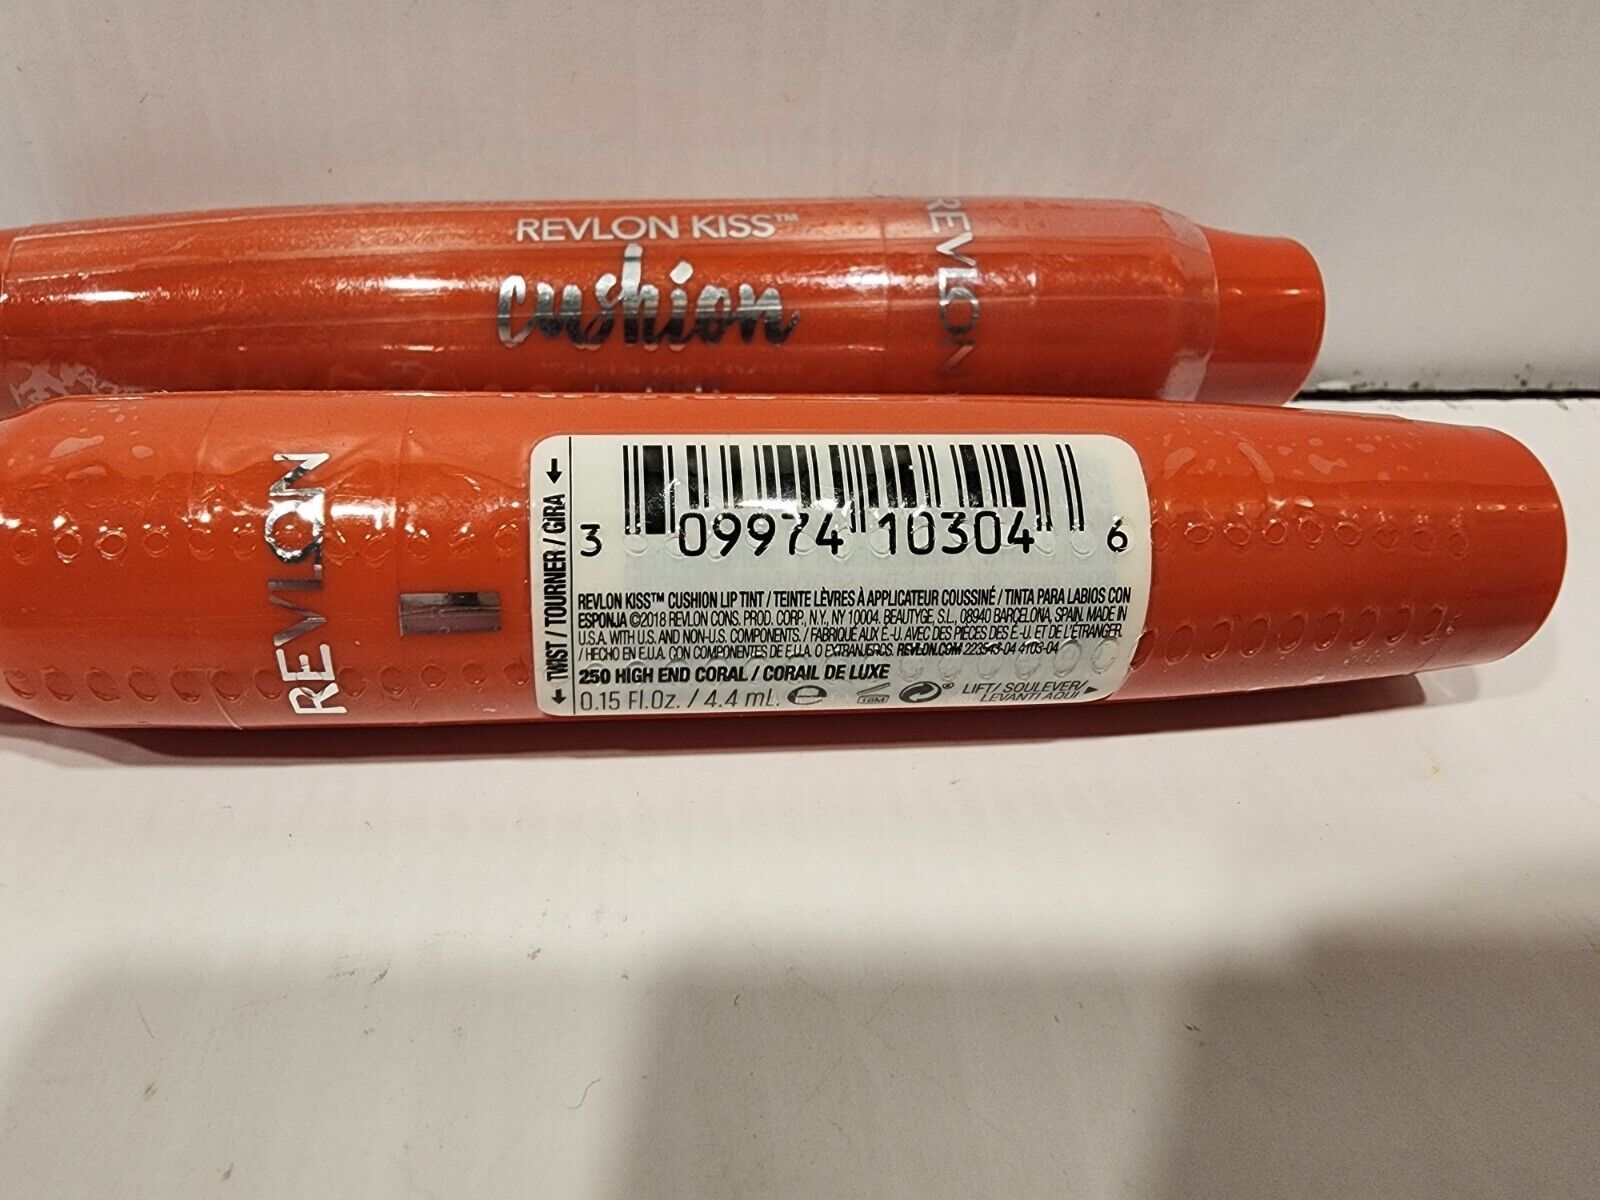 REVLON KISS™
cushion
REVLON
REVLON
← TWIST / TOURNER / GIRA →
3 09974 10304 6
REVLON KISS™ CUSHION LIP TINT / TEINTE LÈVRES À APPLICATEUR COUSSINÉ / TINTA PARA LABIOS CON
ESPONJA ©2018 REVLON CONS. PROD. CORP., N.Y., NY 10004. BEAUTYGE, S.L., 08940 BARCELONA, SPAIN. MADE IN
U.S.A. WITH U.S. AND NON-U.S. COMPONENTS. / FABRIQUÉ AUX É.-U. AVEC DES PIÈCES DES É.-U. ET DE L'ÉTRANGER.
/ HECHO EN E.U.A. CON COMPONENTES DE E.U.A. O EXTRANJEROS. REVLON.COM 223543-04 4103-04
250 HIGH END CORAL / CORAIL DE LUXE
0.15 Fl.Oz. / 4.4 mL. e 18M
LIFT/ SOULEVER/
LEVANTI AQUI